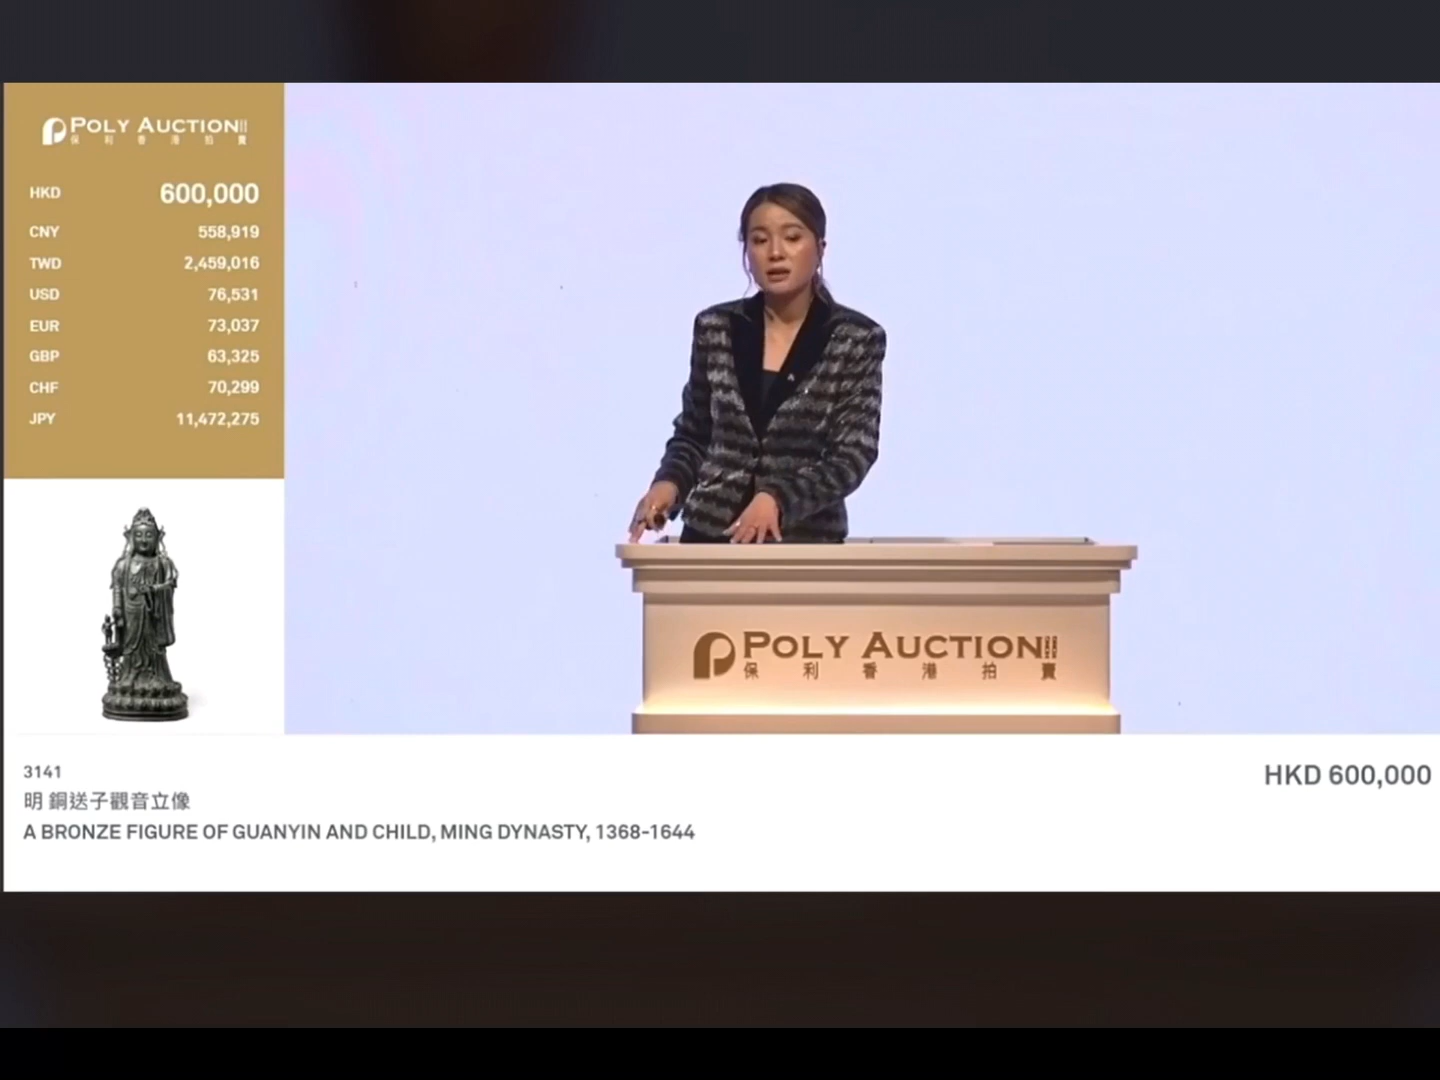 POLY AUCTION
保利香港拍賣
HKD 600,000
CNY 558,919
TWD 2,459,016
USD 76,531
EUR 73,037
GBP 63,325
CHF 70,299
JPY 11,472,275
POLY AUCTION
保利香港拍賣
3141
HKD 600,000
明 銅送子觀音立像
A BRONZE FIGURE OF GUANYIN AND CHILD, MING DYNASTY, 1368-1644